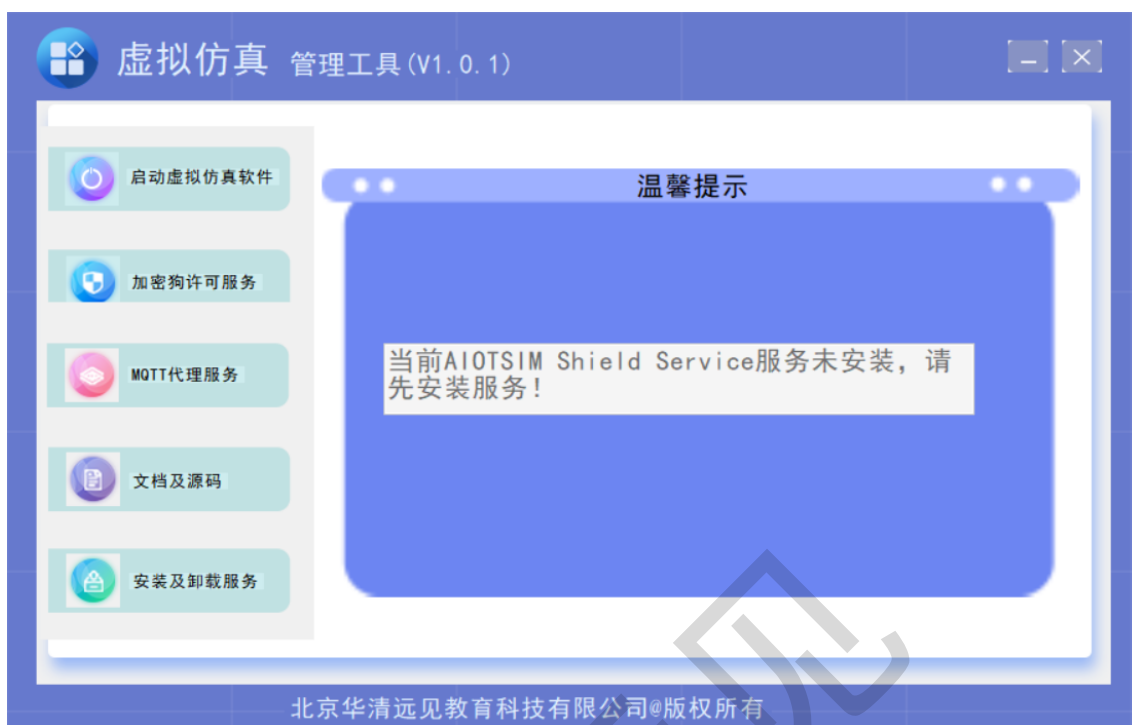 虚拟仿真 管理工具(V1.0.1)
启动虚拟仿真软件
加密狗许可服务
MQTT代理服务
文档及源码
安装及卸载服务
温馨提示
当前AIOTSIM Shield Service服务未安装，请
先安装服务！
北京华清远见教育科技有限公司@版权所有
见